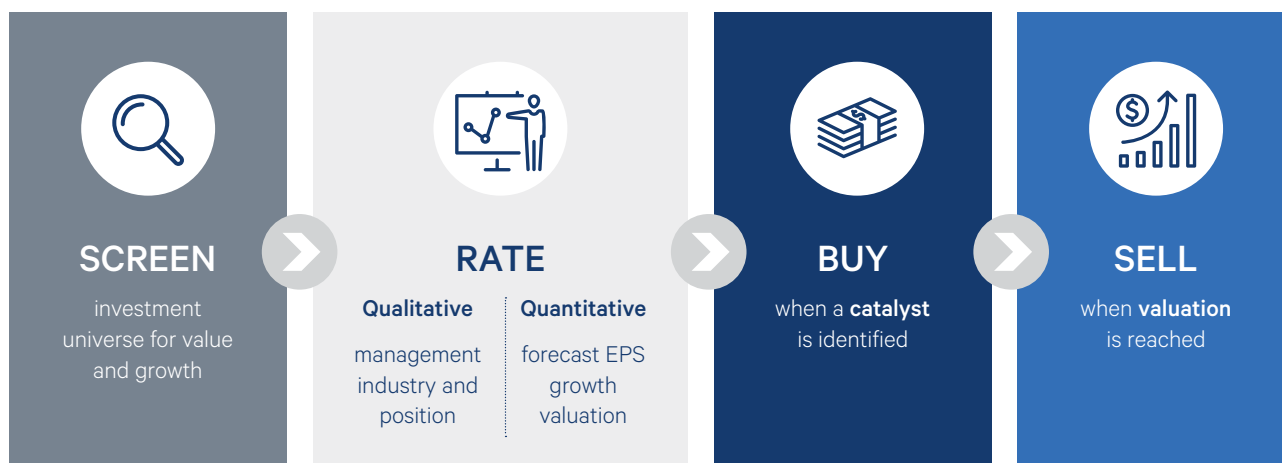 SCREEN
investment
universe for value
and growth
RATE
Qualitative
management
industry and
position
Quantitative
forecast EPS
growth
valuation
BUY
when a catalyst
is identified
SELL
when valuation
is reached
$
$